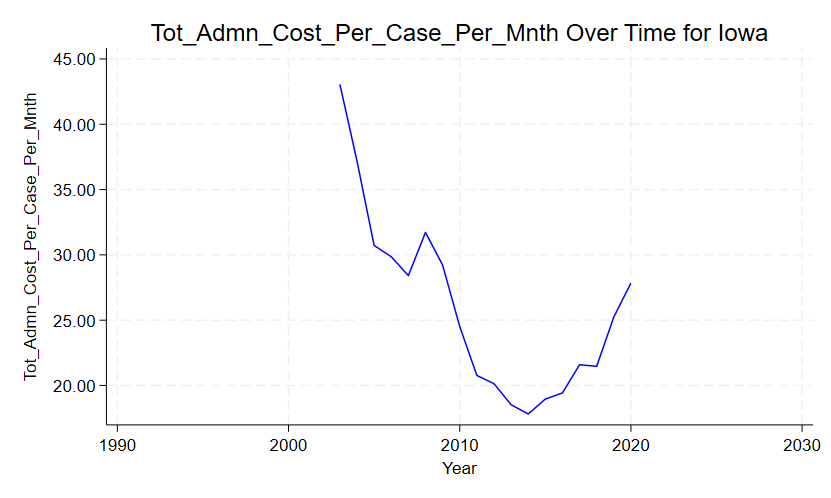 Tot_Admn_Cost_Per_Case_Per_Mnth Over Time for Iowa
Tot_Admn_Cost_Per_Case_Per_Mnth
45.00
40.00
35.00
30.00
25.00
20.00
1990 2000 2010 2020 2030
Year